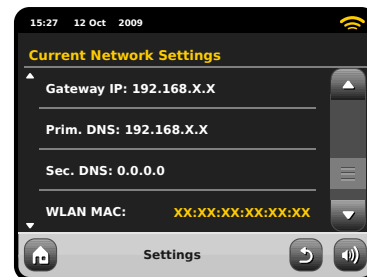 15:27 12 Oct 2009
Current Network Settings
Gateway IP: 192.168.X.X
Prim. DNS: 192.168.X.X
Sec. DNS: 0.0.0.0
WLAN MAC: XX:XX:XX:XX:XX:XX
Settings